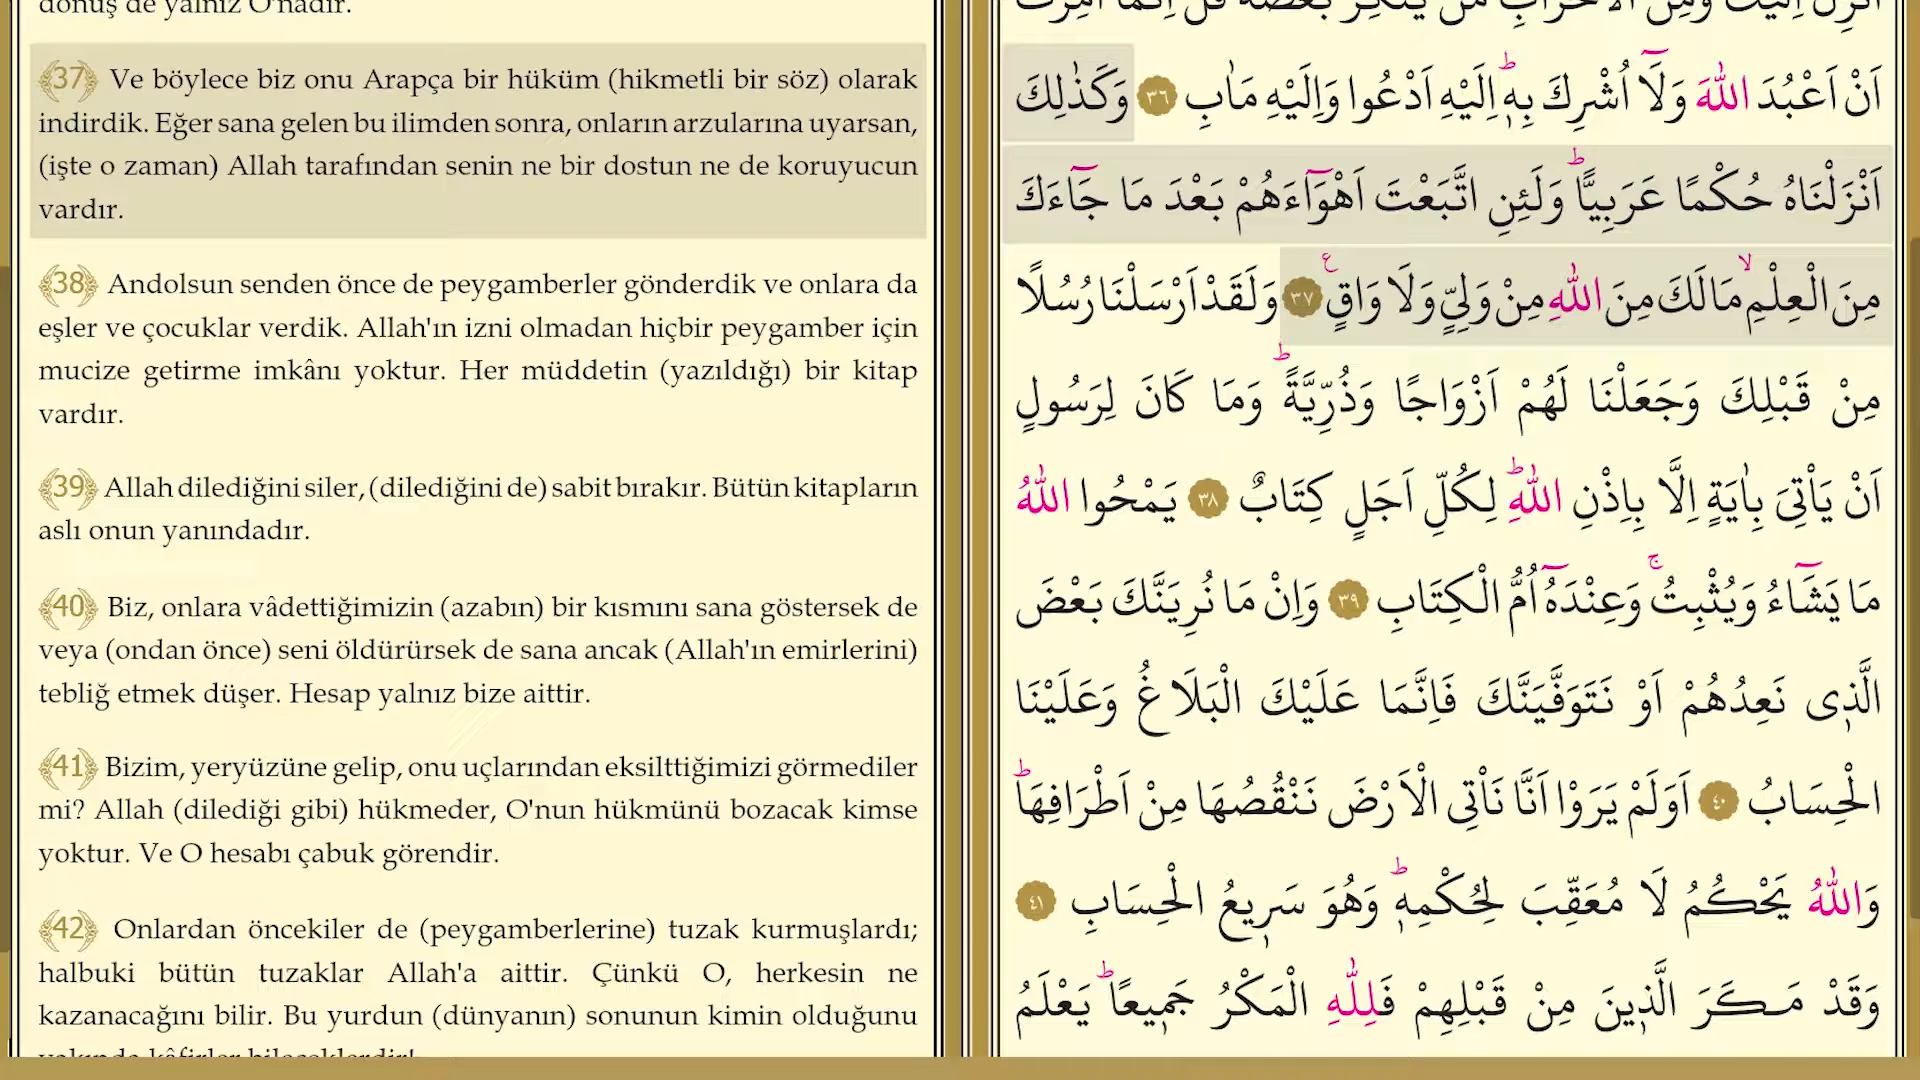 dönüş de yalnız O'nadır.
37 Ve böylece biz onu Arapça bir hüküm (hikmetli bir söz) olarak
indirdik. Eğer sana gelen bu ilimden sonra, onların arzularına uyarsan,
(işte o zaman) Allah tarafından senin ne bir dostun ne de koruyucun
vardır.
38 Andolsun senden önce de peygamberler gönderdik ve onlara da
eşler ve çocuklar verdik. Allah'ın izni olmadan hiçbir peygamber için
mucize getirme imkânı yoktur. Her müddetin (yazıldığı) bir kitap
vardır.
39 Allah dilediğini siler, (dilediğini de) sabit bırakır. Bütün kitapların
aslı onun yanındadır.
40 Biz, onlara vâdettiğimizin (azabın) bir kısmını sana göstersek de
veya (ondan önce) seni öldürürsek de sana ancak (Allah'ın emirlerini)
tebliğ etmek düşer. Hesap yalnız bize aittir.
41 Bizim, yeryüzüne gelip, onu uçlarından eksilttiğimizi görmediler
mi? Allah (dilediği gibi) hükmeder, O'nun hükmünü bozacak kimse
yoktur. Ve O hesabı çabuk görendir.
42 Onlardan öncekiler de (peygamberlerine) tuzak kurmuşlardı;
halbuki bütün tuzaklar Allah'a aittir. Çünkü O, herkesin ne
kazanacağını bilir. Bu yurdun (dünyanın) sonunun kimin olduğunu
yakında kâfirler bileceklerdir!
اُنْزِلَ اِلَيْكَ وَمِنَ الْاَحْزَابِ مَنْ يُنْكِرُ بَعْضَهُ قُلْ اِنَّمَا اُمِرْتُ
اَنْ اَعْبُدَ اللّٰهَ وَلَٓا اُشْرِكَ بِه۪ۜ اِلَيْهِ اَدْعُوا وَاِلَيْهِ مَاٰبِ ٣٦ وَكَذٰلِكَ
اَنْزَلْنَاهُ حُكْمًا عَرَبِيًّاۜ وَلَئِنِ اتَّبَعْتَ اَهْوَٓاءَهُمْ بَعْدَ مَا جَٓاءَكَ
مِنَ الْعِلْمِۙ مَا لَكَ مِنَ اللّٰهِ مِنْ وَلِيٍّ وَلَا وَاقٍ۟ ٣٧ وَلَقَدْ اَرْسَلْنَا رُسُلًا
مِنْ قَبْلِكَ وَجَعَلْنَا لَهُمْ اَزْوَاجًا وَذُرِّيَّةًۜ وَمَا كَانَ لِرَسُولٍ
اَنْ يَأْتِىَ بِاٰيَةٍ اِلَّا بِاِذْنِ اللّٰهِۜ لِكُلِّ اَجَلٍ كِتَابٌ ٣٨ يَمْحُوا اللّٰهُ
مَا يَشَٓاءُ وَيُثْبِتُۚ وَعِنْدَهُٓ اُمُّ الْكِتَابِ ٣٩ وَاِنْ مَا نُرِيَنَّكَ بَعْضَ
الَّذ۪ى نَعِدُهُمْ اَوْ نَتَوَفَّيَنَّكَ فَاِنَّمَا عَلَيْكَ الْبَلَاغُ وَعَلَيْنَا
الْحِسَابُ ٤٠ اَوَلَمْ يَرَوْا اَنَّا نَأْتِى الْاَرْضَ نَنْقُصُهَا مِنْ اَطْرَافِهَاۜ
وَاللّٰهُ يَحْكُمُ لَا مُعَقِّبَ لِحُكْمِه۪ۜ وَهُوَ سَر۪يعُ الْحِسَابِ ٤١
وَقَدْ مَكَرَ الَّذ۪ينَ مِنْ قَبْلِهِمْ فَلِلّٰهِ الْمَكْرُ جَم۪يعًاۜ يَعْلَمُ